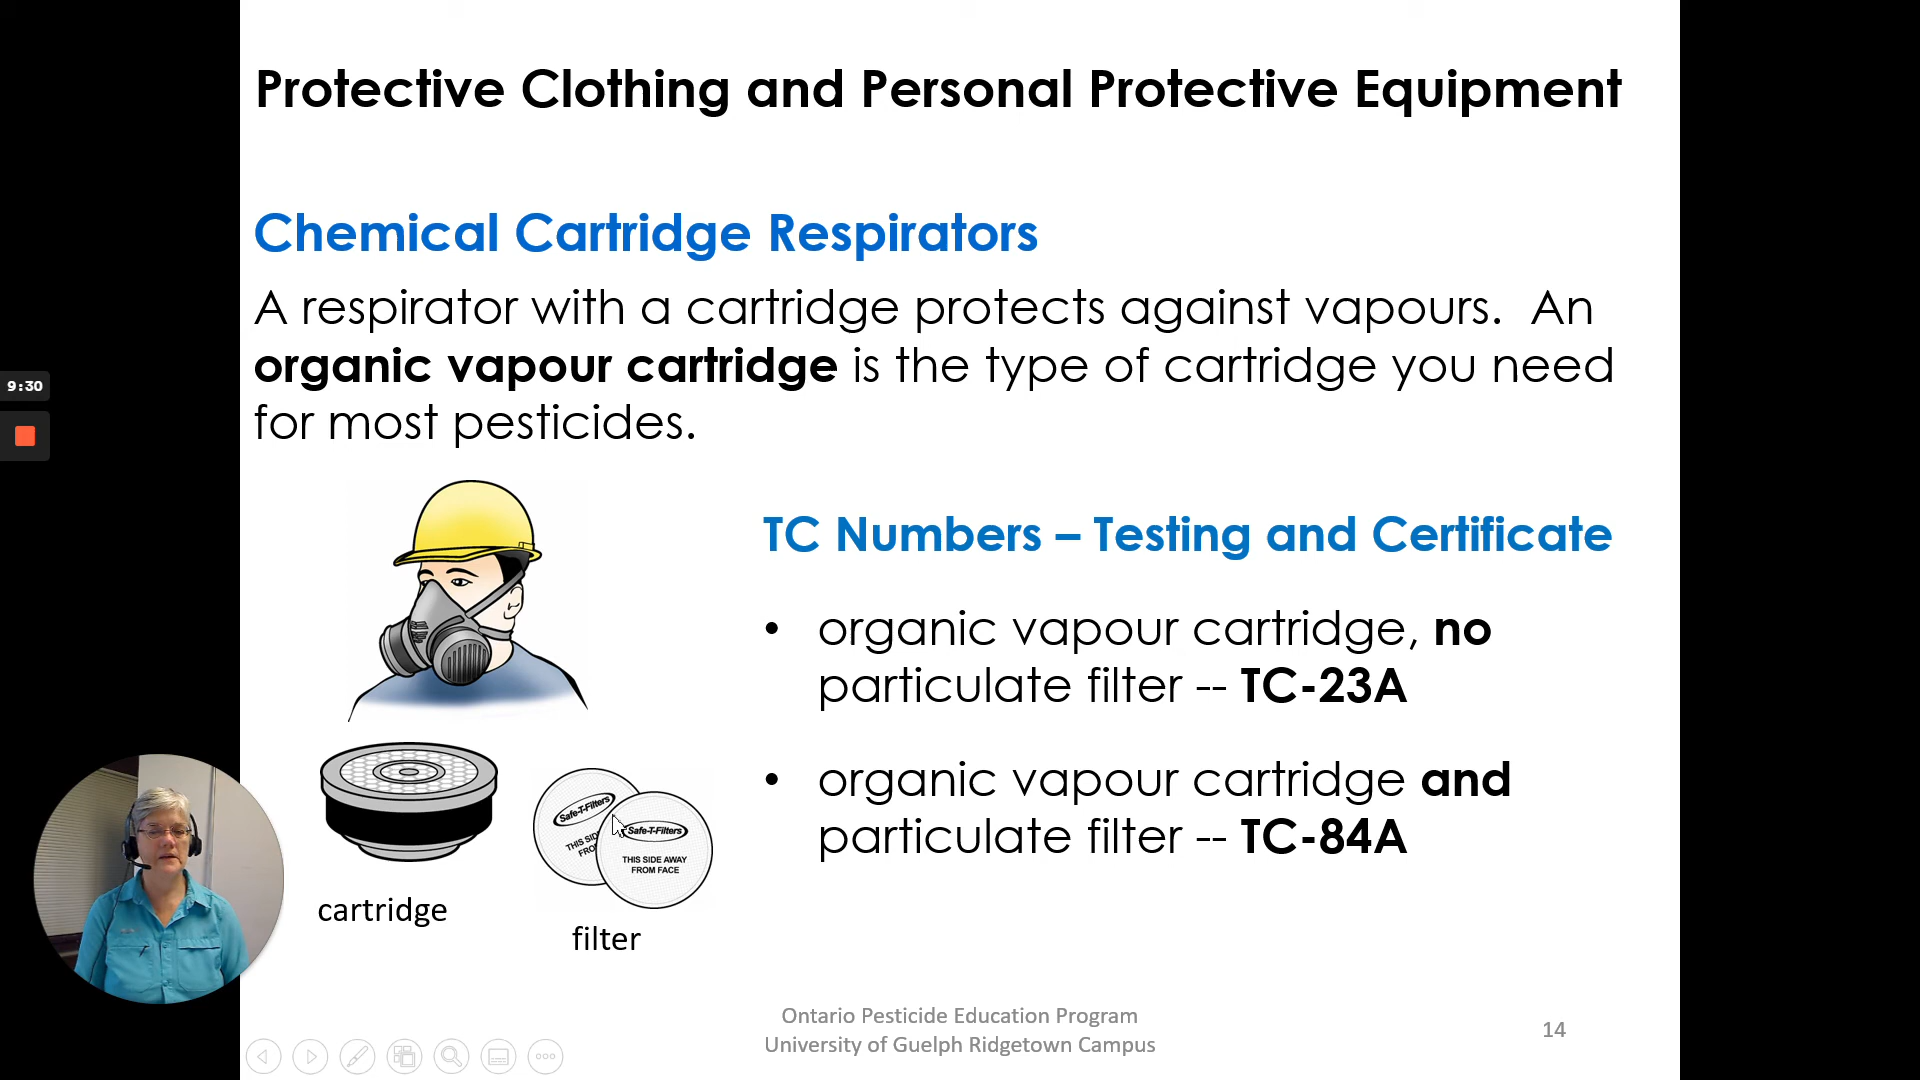 Protective Clothing and Personal Protective Equipment
Chemical Cartridge Respirators
A respirator with a cartridge protects against vapours. An
organic vapour cartridge is the type of cartridge you need
for most pesticides.
9:30
TC Numbers – Testing and Certificate
• organic vapour cartridge, no
particulate filter -- TC-23A
• organic vapour cartridge and
particulate filter -- TC-84A
Safe-T-Filters
THIS SIDE
FRO
Safe-T-Filters
THIS SIDE AWAY
FROM FACE
cartridge
filter
Ontario Pesticide Education Program
University of Guelph Ridgetown Campus
14